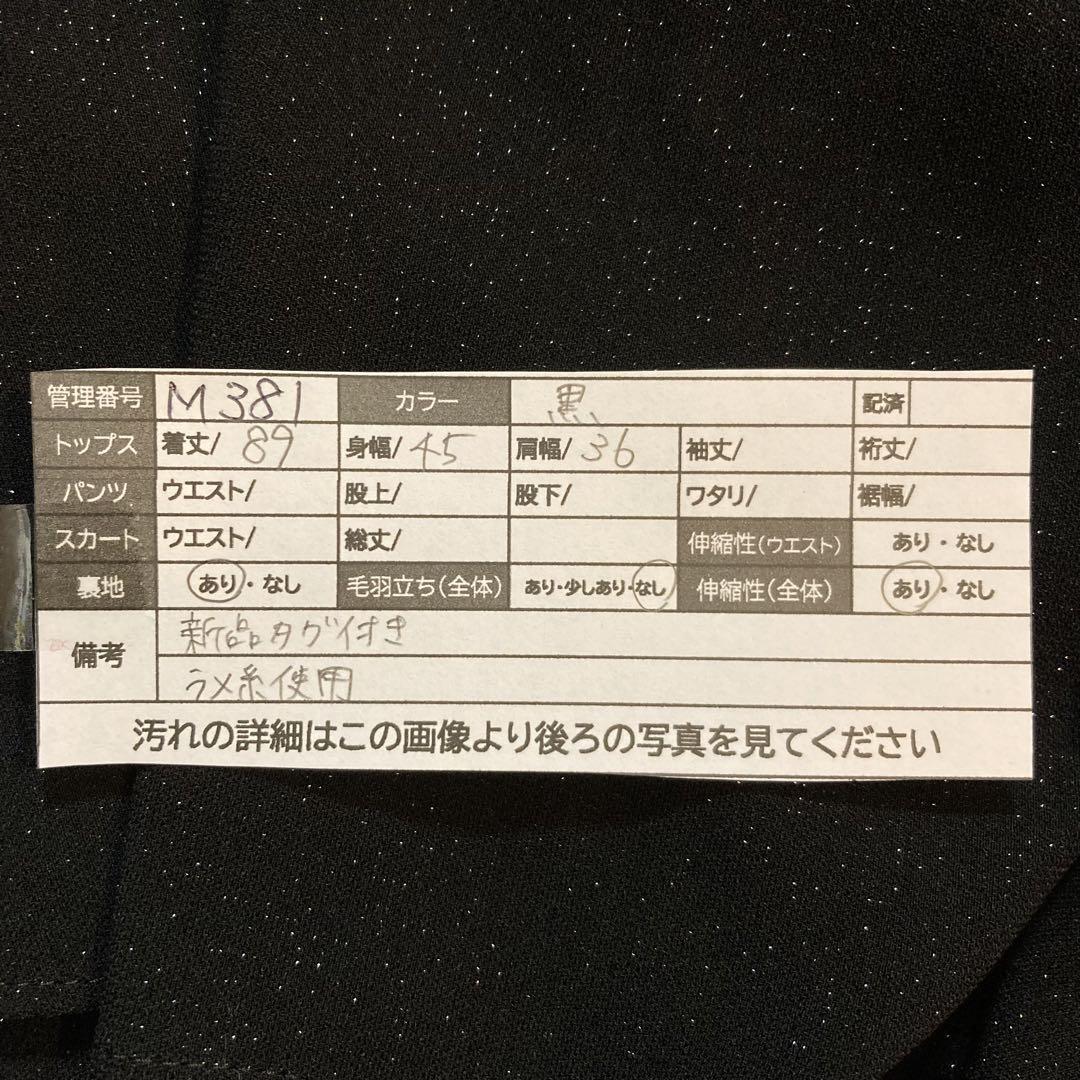 管理番号 M381 カラー 黒 記済
トップス 着丈/ 89 身幅/ 45 肩幅/ 36 袖丈/ 裄丈/
パンツ ウエスト/ 股上/ 股下/ ワタリ/ 裾幅/
スカート ウエスト/ 総丈/ 伸縮性(ウエスト) あり・なし
裏地 あり・なし 毛羽立ち(全体) あり・少しあり・なし 伸縮性(全体) あり・なし
備考 新品タグ付き
ラメ糸使用
汚れの詳細はこの画像より後ろの写真を見てください